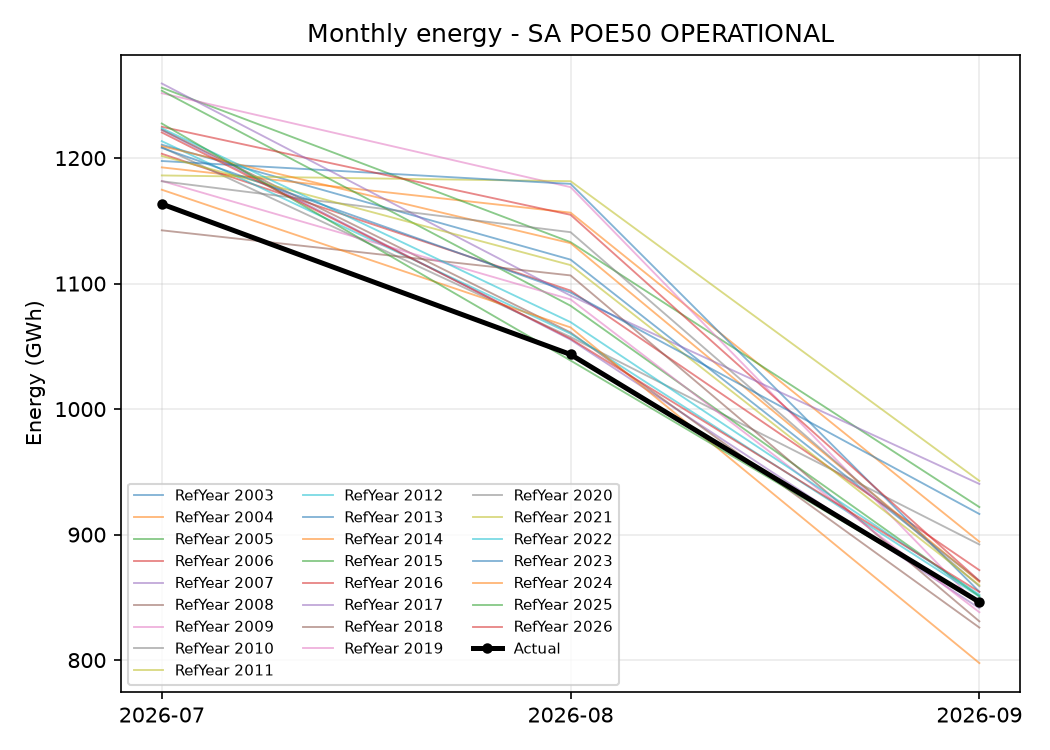 Monthly energy - SA POE50 OPERATIONAL
Energy (GWh)
1200
1100
1000
900
800
2026-07
2026-08
2026-09
RefYear 2003
RefYear 2004
RefYear 2005
RefYear 2006
RefYear 2007
RefYear 2008
RefYear 2009
RefYear 2010
RefYear 2011
RefYear 2012
RefYear 2013
RefYear 2014
RefYear 2015
RefYear 2016
RefYear 2017
RefYear 2018
RefYear 2019
RefYear 2020
RefYear 2021
RefYear 2022
RefYear 2023
RefYear 2024
RefYear 2025
RefYear 2026
Actual